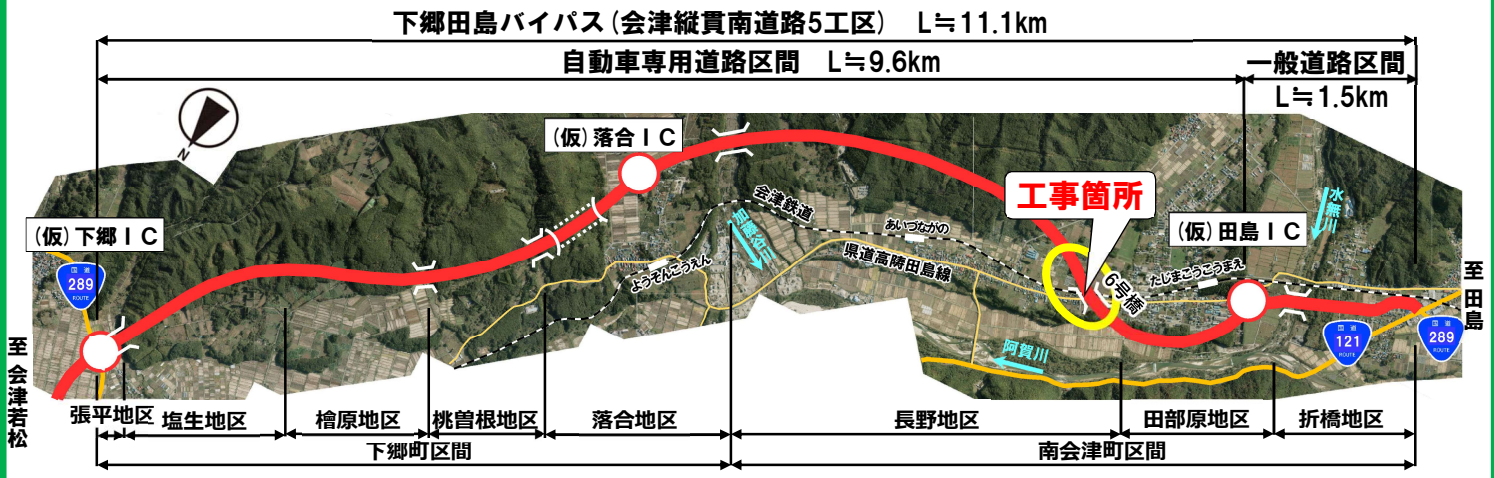 下郷田島バイパス(会津縦貫南道路5工区) L≒11.1km
自動車専用道路区間 L≒9.6km
一般道路区間
L≒1.5km
N
(仮)落合IC
工事箇所
(仮)下郷IC
国道
289
ROUTE
会津鉄道
加藤谷川
あいづながの
県道高陦田島線
ようそんこうえん
6号橋
(仮)田島IC
たじまこうこうまえ
水無川
至 田島
阿賀川
国道
121
ROUTE
国道
289
ROUTE
至 会津若松
張平地区
塩生地区
檜原地区
桃曽根地区
落合地区
長野地区
田部原地区
折橋地区
下郷町区間
南会津町区間